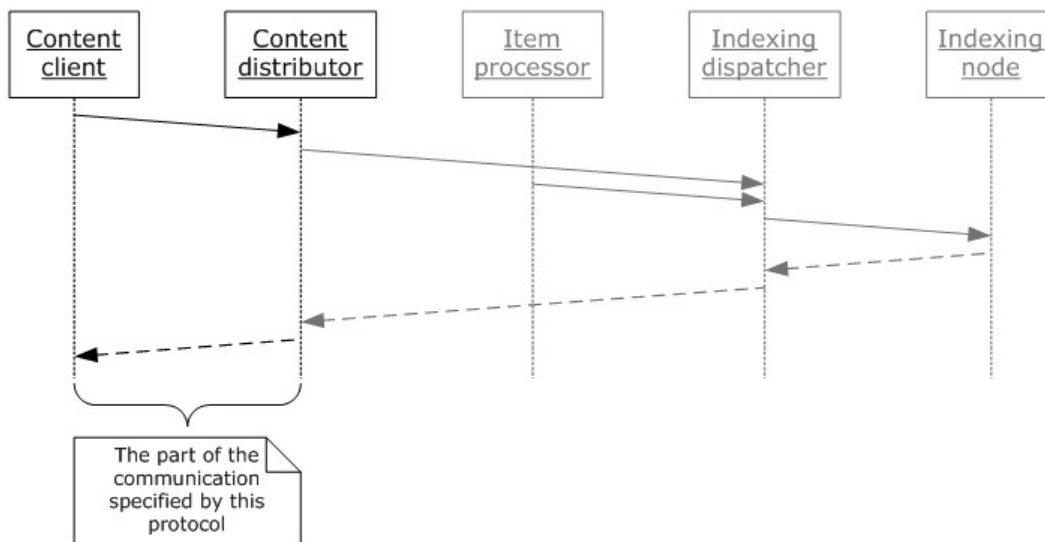 Content
client
Content
distributor
Item
processor
Indexing
dispatcher
Indexing
node
The part of the
communication
specified by this
protocol